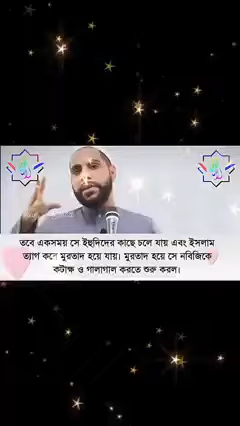 তবে একসময় সে ইহুদিদের কাছে চলে যায় এবং ইসলাম
ত্যাগ করে মুরতাদ হয়ে যায়। মুরতাদ হয়ে সে নবিজিকে
কটাক্ষ ও গালাগাল করতে শুরু করল।